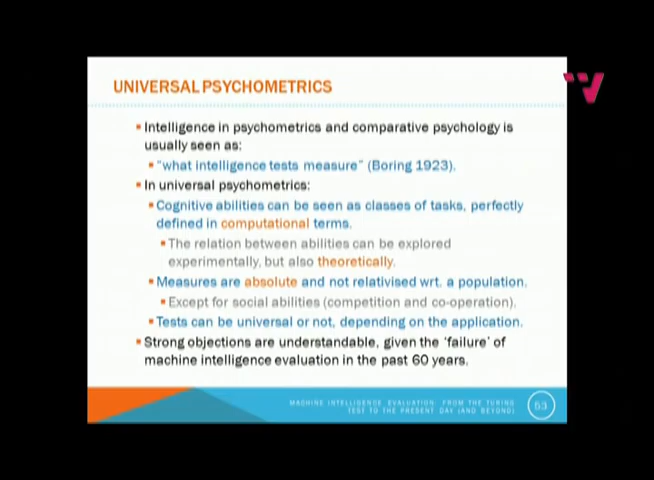 UNIVERSAL PSYCHOMETRICS
Intelligence in psychometrics and comparative psychology is
usually seen as:
"what intelligence tests measure" (Boring 1923).
In universal psychometrics:
Cognitive abilities can be seen as classes of tasks, perfectly
defined in computational terms.
The relation between abilities can be explored
experimentally, but also theoretically.
Measures are absolute and not relativised wrt. a population.
Except for social abilities (competition and co-operation).
Tests can be universal or not, depending on the application.
Strong objections are understandable, given the 'failure' of
machine intelligence evaluation in the past 60 years.
MACHINE INTELLIGENCE EVALUATION: FROM THE TURING
TEST TO THE PRESENT DAY (AND BEYOND)
53